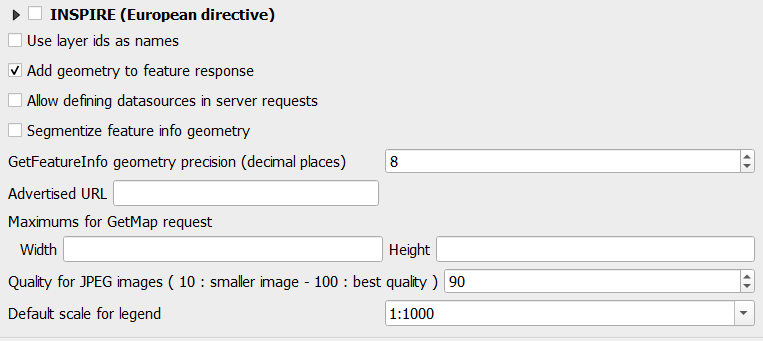 INSPIRE (European directive)
Use layer ids as names
Add geometry to feature response
Allow defining datasources in server requests
Segmentize feature info geometry
GetFeatureInfo geometry precision (decimal places) 8
Advertised URL
Maximums for GetMap request
Width Height
Quality for JPEG images ( 10 : smaller image - 100 : best quality ) 90
Default scale for legend 1:1000